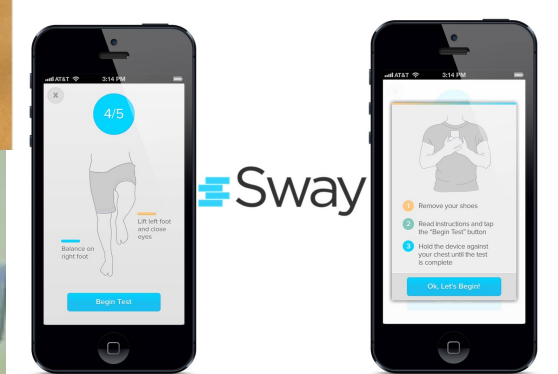 AT&T 3:14 PM
4/5
Lift left foot
and close
eyes
Balance on
right foot
Begin Test
Sway
AT&T 3:14 PM
1 Remove your shoes
2 Read instructions and tap
the "Begin Test" button
3 Hold the device against
your chest until the test
is complete
Ok, Let's Begin!